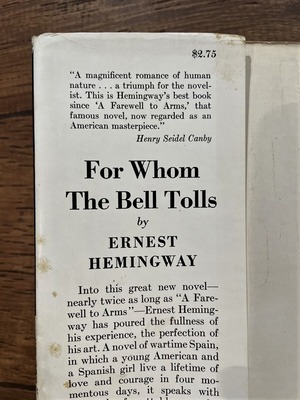 $2.75
"A magnificent romance of human
nature . . . a triumph for the novel-
ist. This is Hemingway's best book
since 'A Farewell to Arms,' that
famous novel, now regarded as an
American masterpiece."
Henry Seidel Canby
For Whom
The Bell Tolls
by
ERNEST
HEMINGWAY
Into this great new novel—
nearly twice as long as "A Fare-
well to Arms"—Ernest Heming-
way has poured the fullness of
his experience, the perfection of
his art. A novel of wartime Spain,
in which a young American and
a Spanish girl live a lifetime of
love and courage in four mo-
mentous days, it speaks with